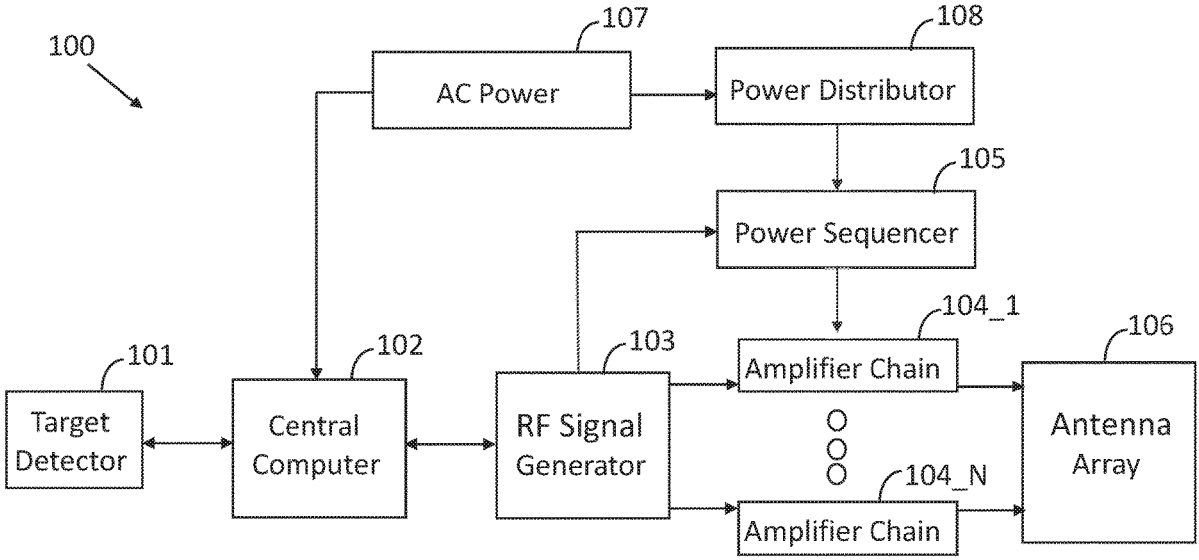 100
107
AC Power
108
Power Distributor
105
Power Sequencer
101
Target
Detector
102
Central
Computer
103
RF Signal
Generator
104_1
Amplifier Chain
104_N
Amplifier Chain
106
Antenna
Array